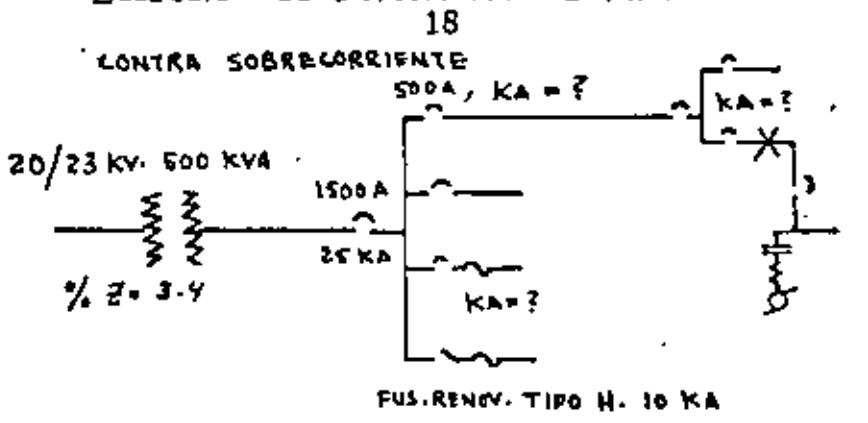 18
CONTRA SOBRECORRIENTE
500A, KA = ?
KA = ?
20/23 KV. 500 KVA
1500 A
25 KA
% Z = 3-4
KA = ?
FUS. RENOV. TIPO H. 10 KA